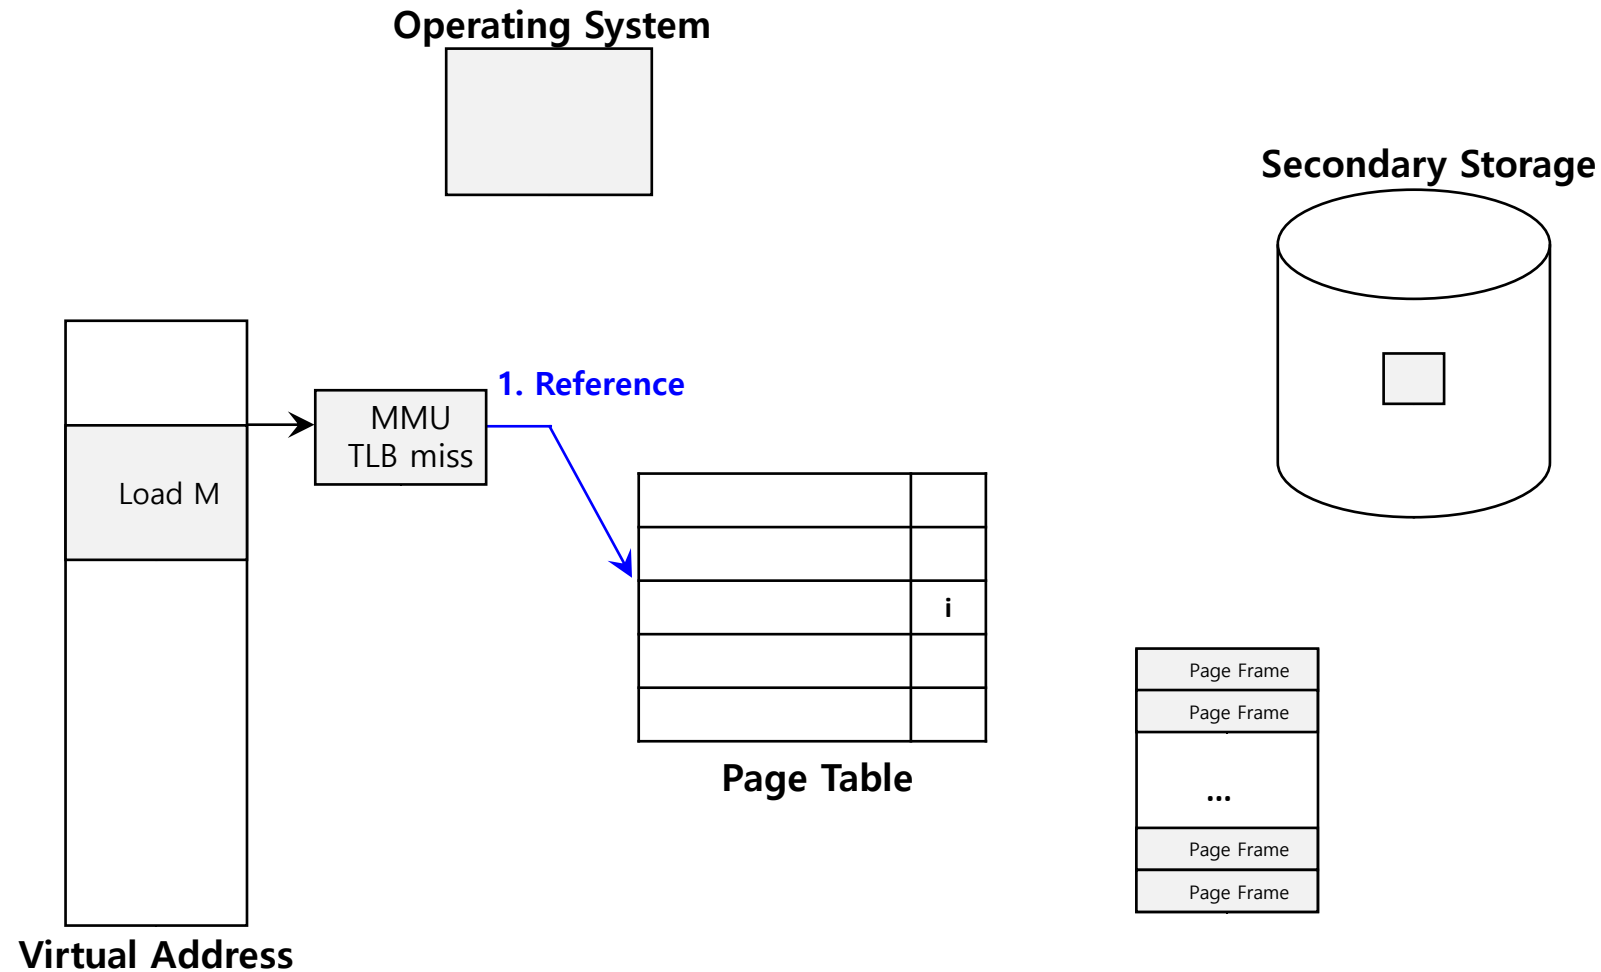 Operating System
Secondary Storage
1. Reference
MMU
TLB miss
Load M
i
Page Frame
Page Frame
...
Page Frame
Page Frame
Page Table
Virtual Address